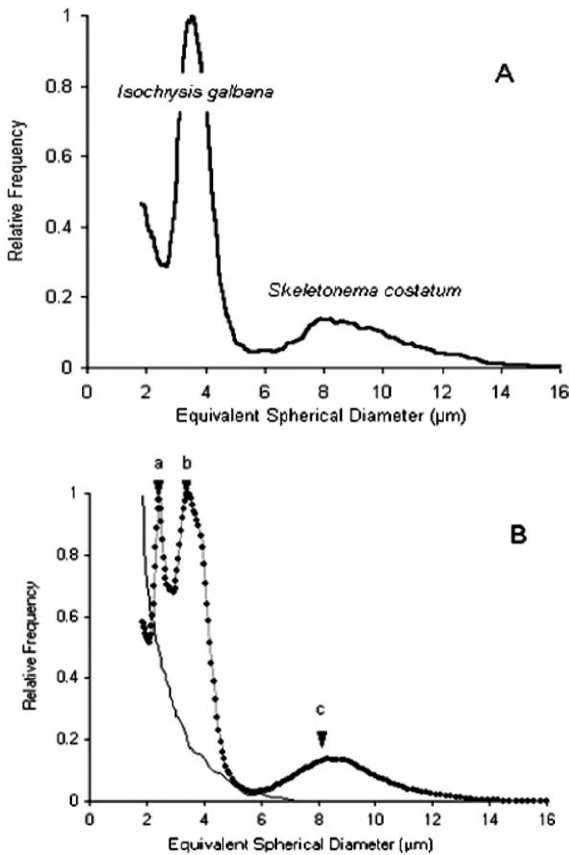 A
Relative Frequency
1
0.8
0.6
0.4
0.2
0
Isochrysis galbana
Skeletonema costatum
0 2 4 6 8 10 12 14 16
Equivalent Spherical Diameter (µm)
B
a b
c
Relative Frequency
1
0.8
0.6
0.4
0.2
0
0 2 4 6 8 10 12 14 16
Equivalent Spherical Diameter (µm)